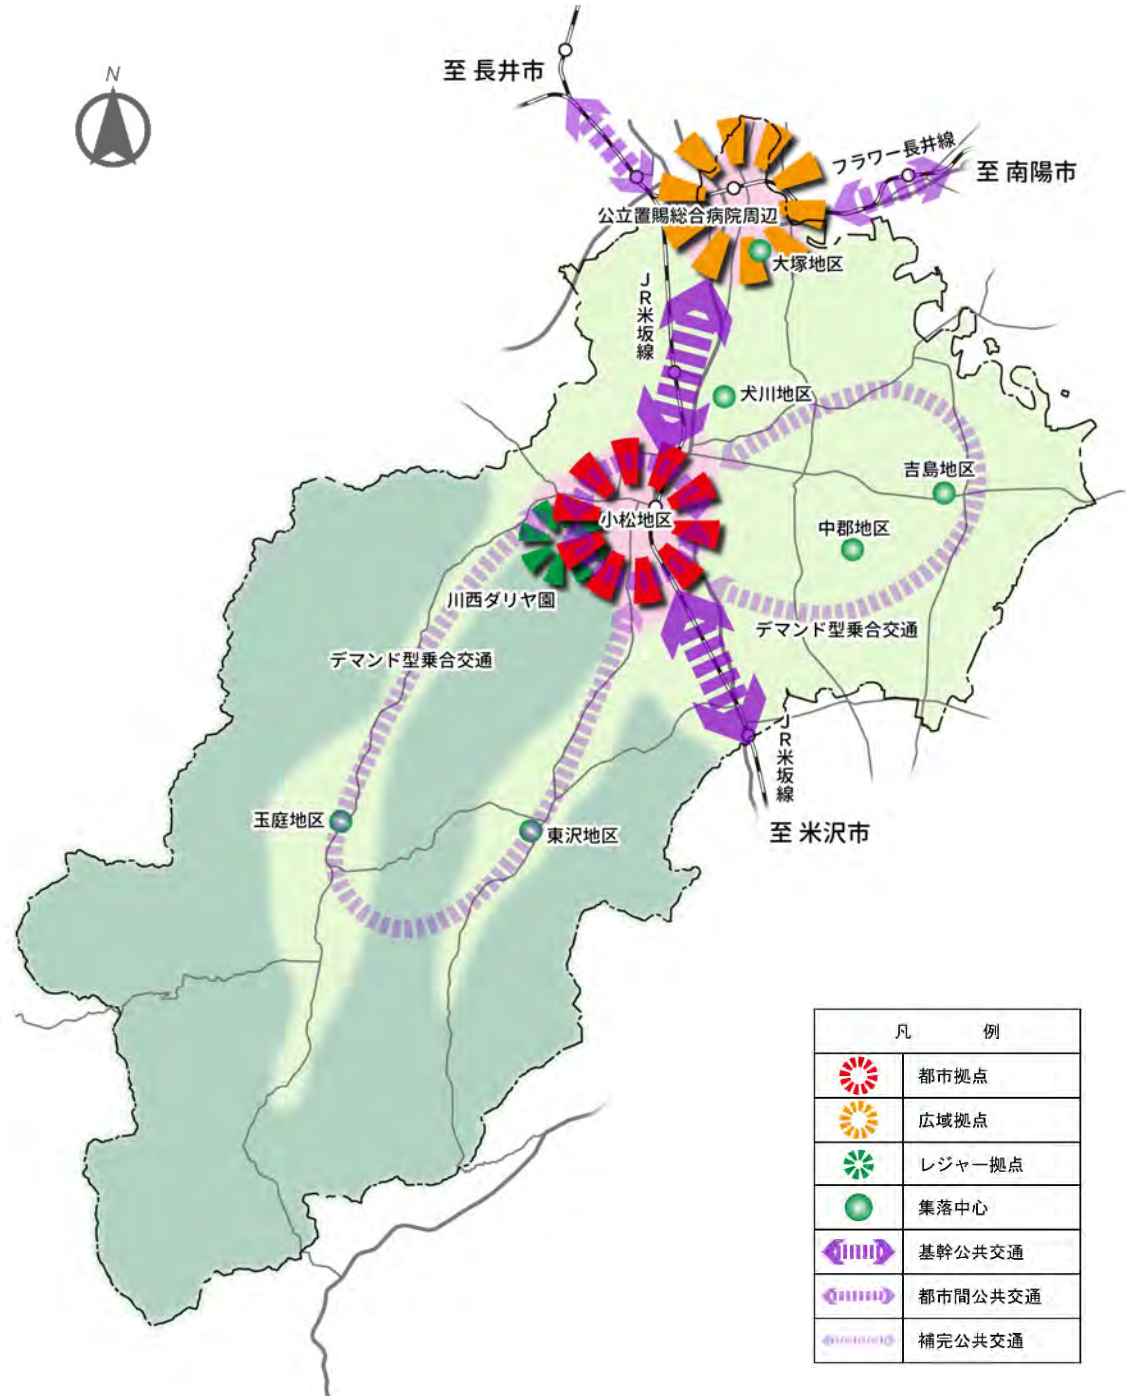 N
至 長井市
フラワー長井線
至 南陽市
公立置賜総合病院周辺
大塚地区
JR米坂線
犬川地区
吉島地区
小松地区
中郡地区
川西ダリヤ園
デマンド型乗合交通
デマンド型乗合交通
JR米坂線
玉庭地区
東沢地区
至 米沢市
凡 例
都市拠点
広域拠点
レジャー拠点
集落中心
基幹公共交通
都市間公共交通
補完公共交通